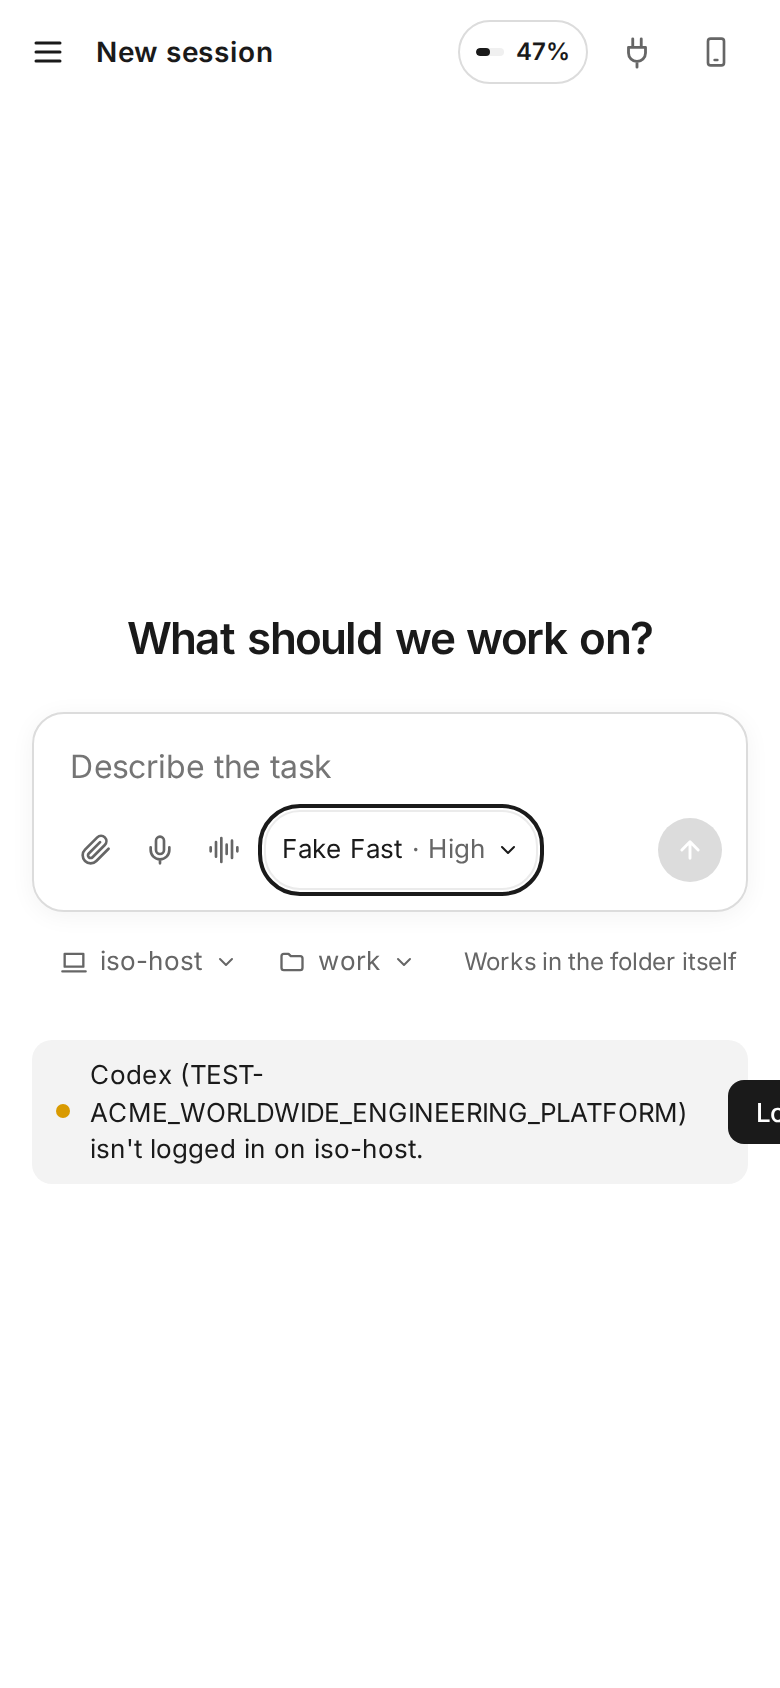 New session
47%
What should we work on?
Describe the task
Fake Fast · High
iso-host
work
Works in the folder itself
Codex (TEST-
ACME_WORLDWIDE_ENGINEERING_PLATFORM)
isn't logged in on iso-host.